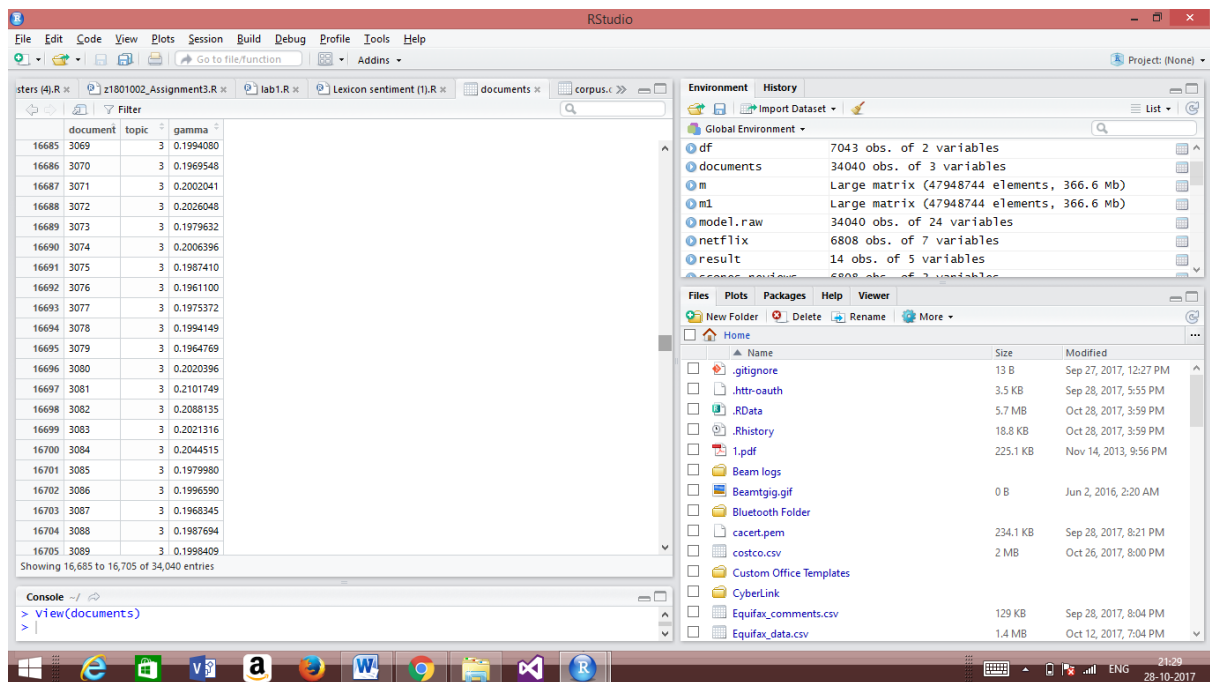 RStudio
File Edit Code View Plots Session Build Debug Profile Tools Help
Go to file/function Addins Project: (None)
sters (4).R z1801002_Assignment3.R lab1.R Lexicon sentiment (1).R documents corpus.c
Filter
document topic gamma
16685 3069 3 0.1994080
16686 3070 3 0.1969548
16687 3071 3 0.2002041
16688 3072 3 0.2026048
16689 3073 3 0.1979632
16690 3074 3 0.2006396
16691 3075 3 0.1987410
16692 3076 3 0.1961100
16693 3077 3 0.1975372
16694 3078 3 0.1994149
16695 3079 3 0.1964769
16696 3080 3 0.2020396
16697 3081 3 0.2101749
16698 3082 3 0.2088135
16699 3083 3 0.2021316
16700 3084 3 0.2044515
16701 3085 3 0.1979980
16702 3086 3 0.1996590
16703 3087 3 0.1968345
16704 3088 3 0.1987694
16705 3089 3 0.1998409
Showing 16,685 to 16,705 of 34,040 entries
Console ~/
> View(documents)
>
Environment History
Import Dataset List
Global Environment
df 7043 obs. of 2 variables
documents 34040 obs. of 3 variables
m Large matrix (47948744 elements, 366.6 Mb)
m1 Large matrix (47948744 elements, 366.6 Mb)
model.raw 34040 obs. of 24 variables
netflix 6808 obs. of 7 variables
result 14 obs. of 5 variables
Files Plots Packages Help Viewer
New Folder Delete Rename More
Home
Name Size Modified
.gitignore 13 B Sep 27, 2017, 12:27 PM
.httr-oauth 3.5 KB Sep 28, 2017, 5:55 PM
.RData 5.7 MB Oct 28, 2017, 3:59 PM
.Rhistory 18.8 KB Oct 28, 2017, 3:59 PM
1.pdf 225.1 KB Nov 14, 2013, 9:56 PM
Beam logs
Beamtgig.gif 0 B Jun 2, 2016, 2:20 AM
Bluetooth Folder
cacert.pem 234.1 KB Sep 28, 2017, 8:21 PM
costco.csv 2 MB Oct 26, 2017, 8:00 PM
Custom Office Templates
CyberLink
Equifax_comments.csv 129 KB Sep 28, 2017, 8:04 PM
Equifax_data.csv 1.4 MB Oct 12, 2017, 7:04 PM
ENG 21:29
28-10-2017